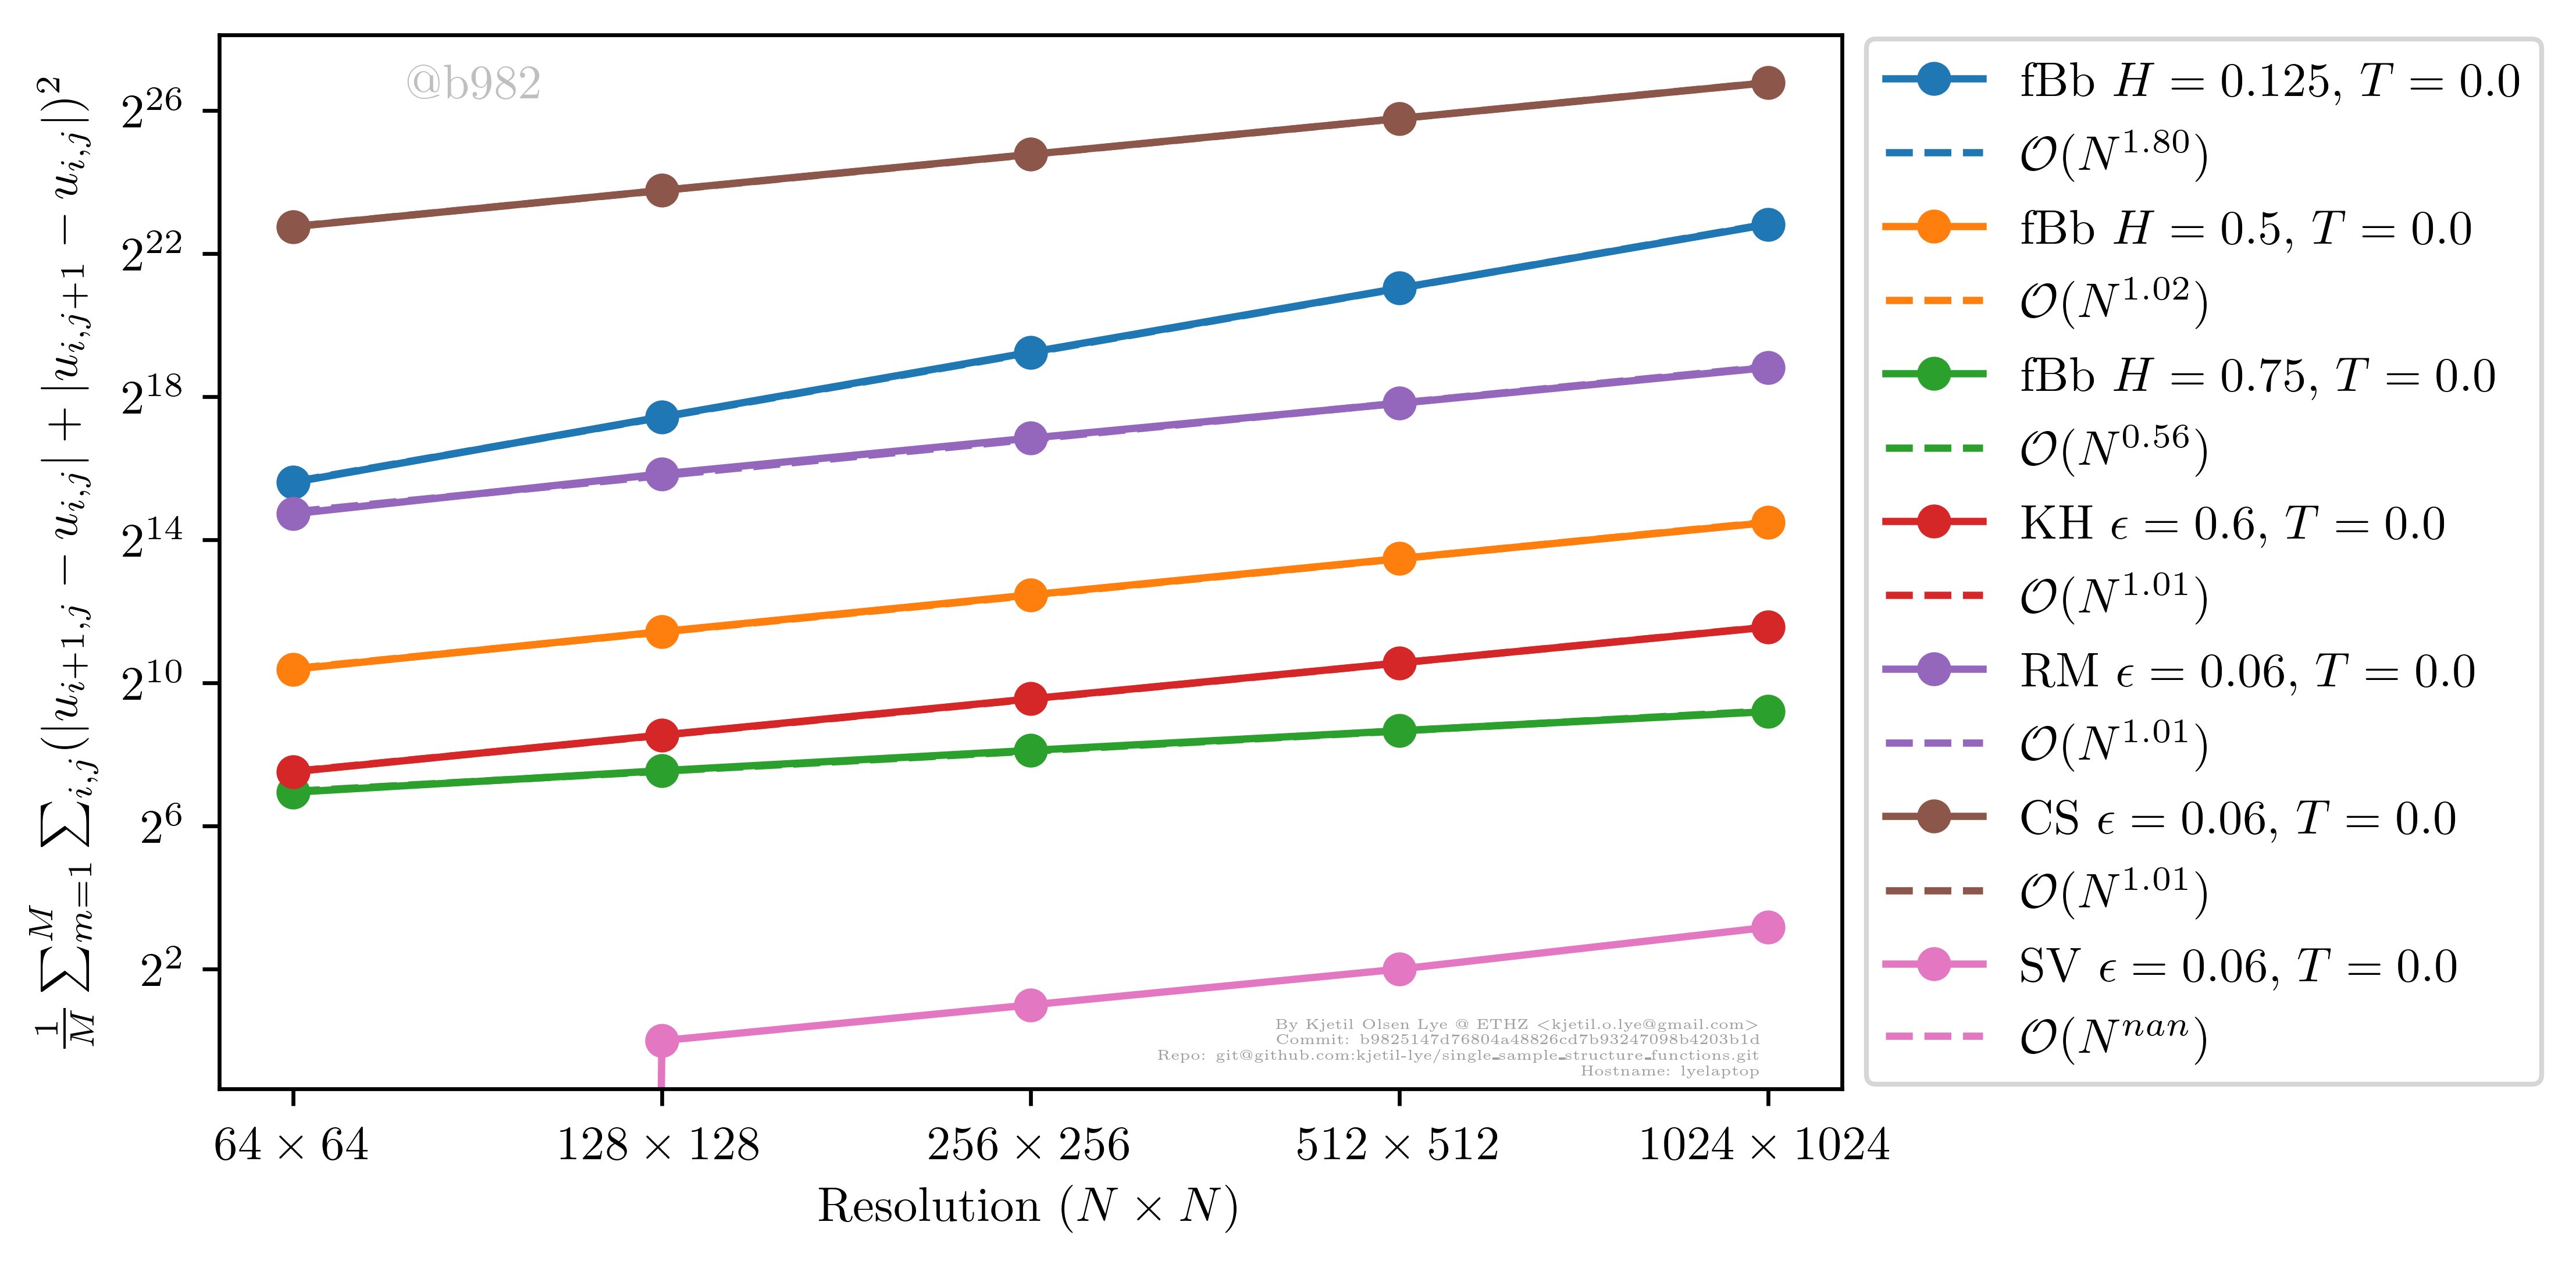 @b982
2^26
2^22
2^18
2^14
2^10
2^6
2^2
\frac{1}{M} \sum_{m=1}^{M} \sum_{i,j} (|u_{i+1,j} − u_{i,j}| + |u_{i,j+1} − u_{i,j}|)^2
64 × 64
128 × 128
256 × 256
512 × 512
1024 × 1024
Resolution (N × N)
By Kjetil Olsen Lye @ ETHZ <kjetil.o.lye@gmail.com>
Commit: b9825147d76804a48826cd7b93247098b4203b1d
Repo: git@github.com:kjetil-lye/single_sample_structure_functions.git
Hostname: lyelaptop
fBb H = 0.125, T = 0.0
𝒪(N^{1.80})
fBb H = 0.5, T = 0.0
𝒪(N^{1.02})
fBb H = 0.75, T = 0.0
𝒪(N^{0.56})
KH ϵ = 0.6, T = 0.0
𝒪(N^{1.01})
RM ϵ = 0.06, T = 0.0
𝒪(N^{1.01})
CS ϵ = 0.06, T = 0.0
𝒪(N^{1.01})
SV ϵ = 0.06, T = 0.0
𝒪(N^{nan})